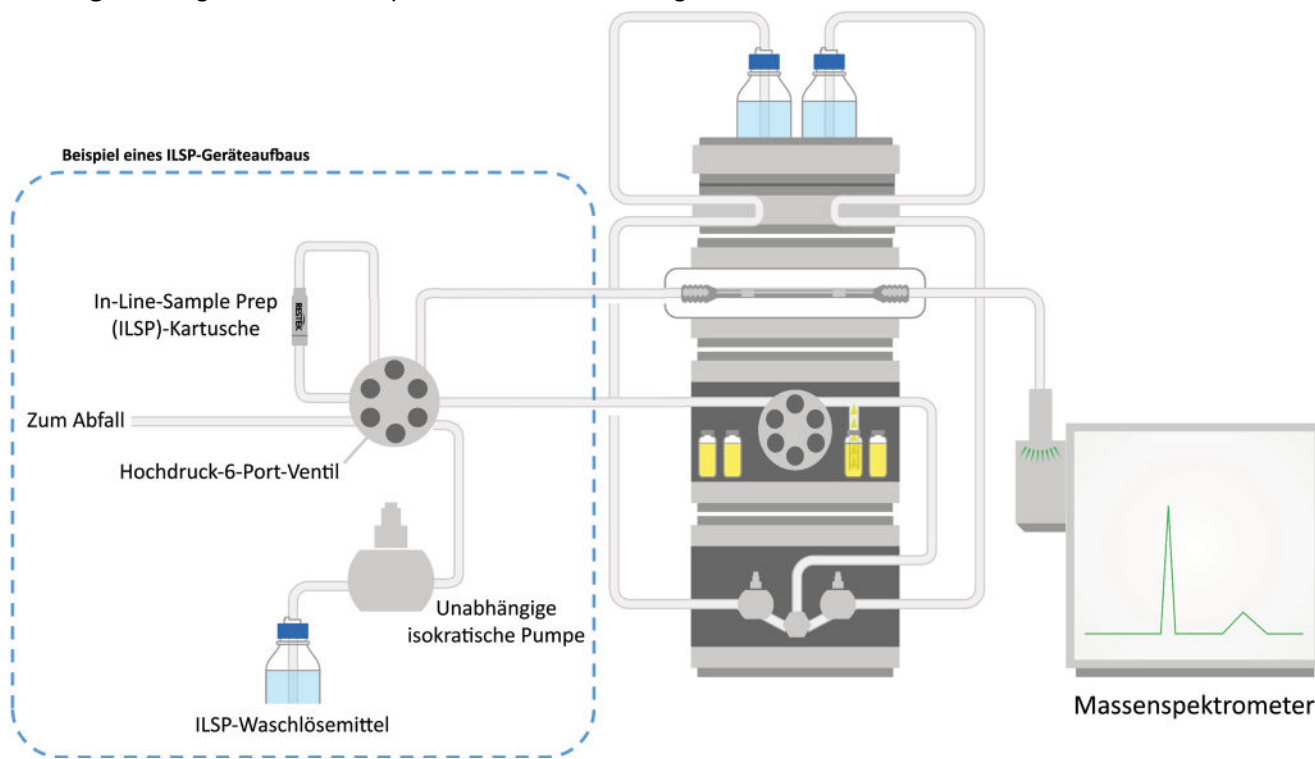 Beispiel eines ILSP-Geräteaufbaus
In-Line-Sample Prep
(ILSP)-Kartusche
RESTEK
Zum Abfall
Hochdruck-6-Port-Ventil
Unabhängige
isokratische Pumpe
ILSP-Waschlösemittel
Massenspektrometer